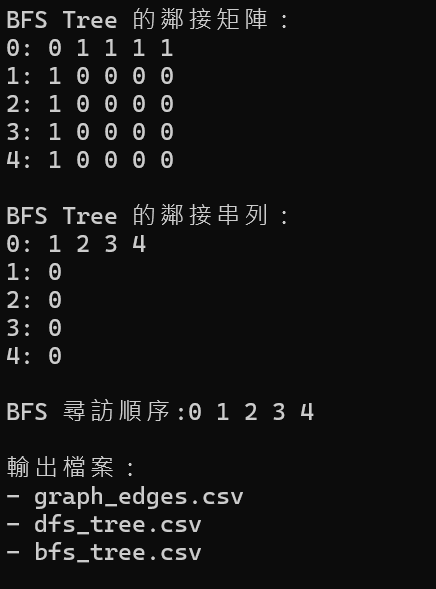 BFS Tree 的鄰接矩陣：
0: 0 1 1 1 1
1: 1 0 0 0 0
2: 1 0 0 0 0
3: 1 0 0 0 0
4: 1 0 0 0 0
BFS Tree 的鄰接串列：
0: 1 2 3 4
1: 0
2: 0
3: 0
4: 0
BFS 尋訪順序:0 1 2 3 4
輸出檔案：
- graph_edges.csv
- dfs_tree.csv
- bfs_tree.csv